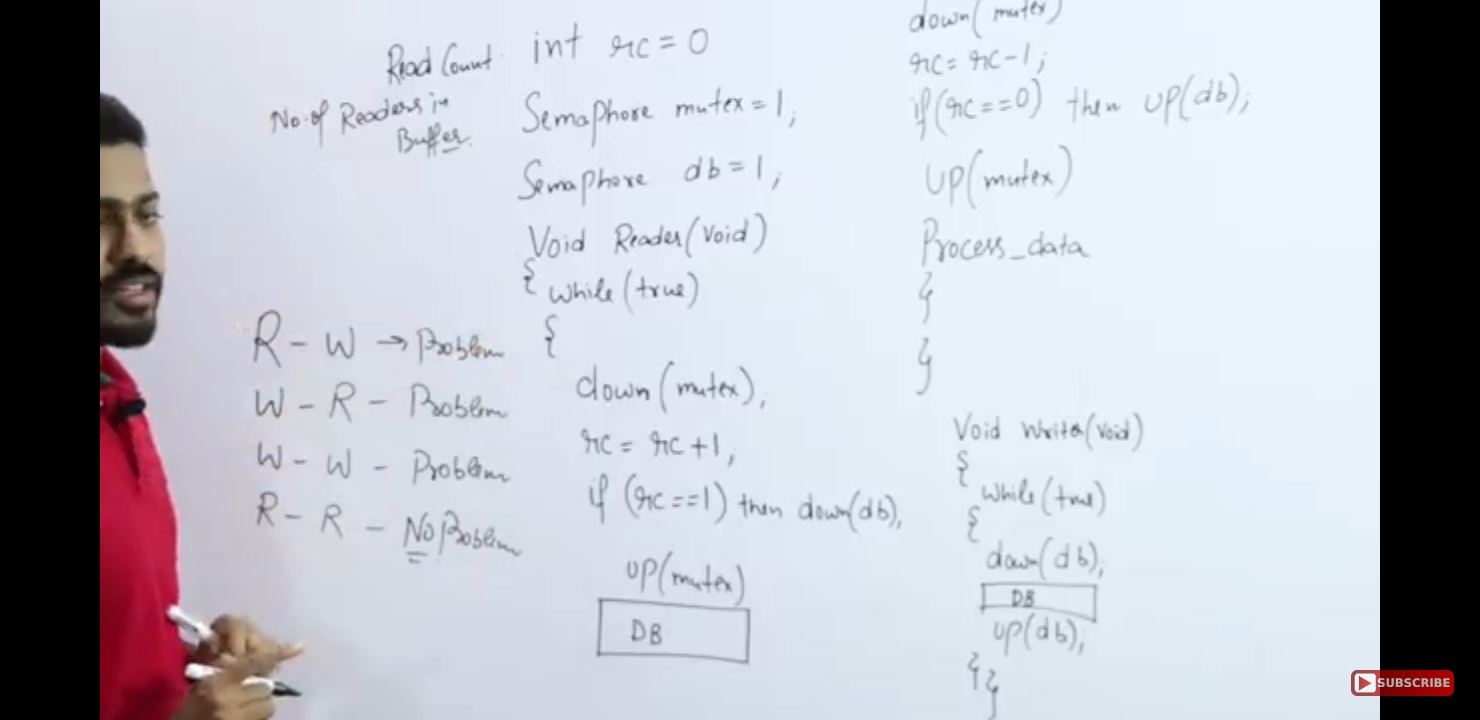 Read Count
No. of Readers in
Buffer
R - W → Problem
W - R - Problem
W - W - Problem
R - R - No Problem
int rc = 0
Semaphore mutex = 1;
Semaphore db = 1;
Void Reader(Void)
{ while(true)
{
down(mutex);
rc = rc + 1;
if (rc==1) then down(db);
UP(mutex)
DB
down(mutex)
rc = rc - 1;
if(rc==0) then UP(db);
UP(mutex)
Process_data
}
}
Void Writer(void)
{
while(true)
{
down(db);
DB
up(db);
}}
SUBSCRIBE